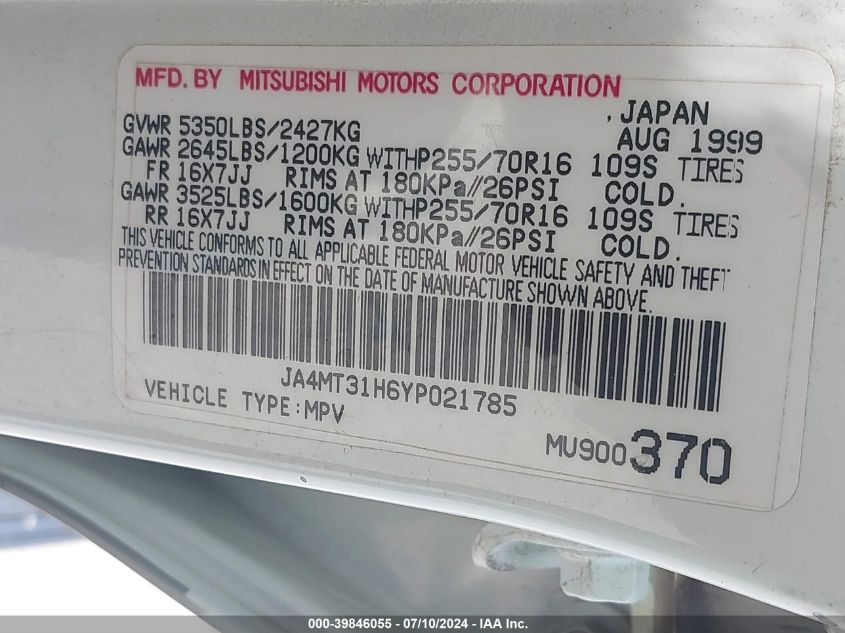 MFD. BY MITSUBISHI MOTORS CORPORATION
, JAPAN
GVWR 5350LBS/2427KG AUG 1999
GAWR 2645LBS/1200KG WITHP255/70R16 109S TIRES
FR 16X7JJ RIMS AT 180KPa//26PSI COLD.
GAWR 3525LBS/1600KG WITHP255/70R16 109S TIRES
RR 16X7JJ RIMS AT 180KPa//26PSI COLD.
THIS VEHICLE CONFORMS TO ALL APPLICABLE FEDERAL MOTOR VEHICLE SAFETY AND THEFT
PREVENTION STANDARDS IN EFFECT ON THE DATE OF MANUFACTURE SHOWN ABOVE.
JA4MT31H6YP021785
VEHICLE TYPE:MPV
MU900370
000-39846055 - 07/10/2024 - IAA Inc.